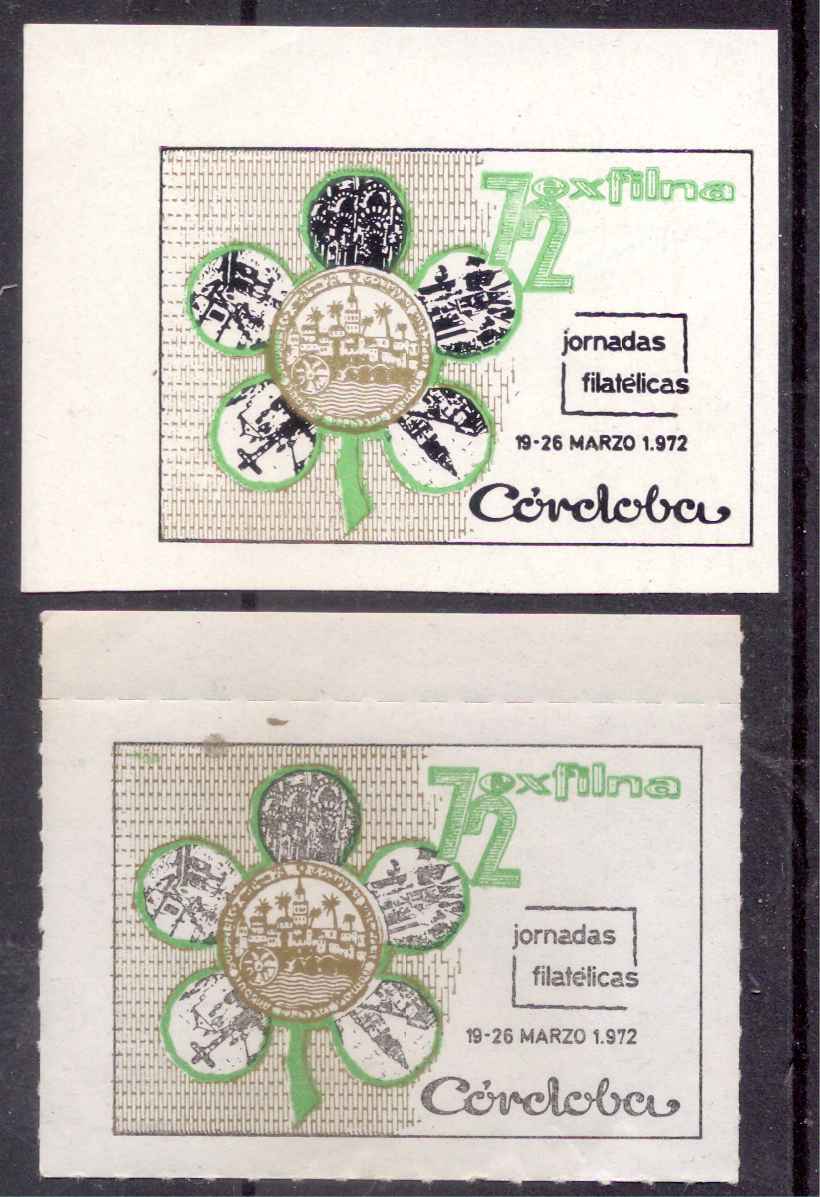 72 exfilna
jornadas
filatélicas
19-26 MARZO 1.972
Córdoba
72 exfilna
jornadas
filatélicas
19-26 MARZO 1.972
Córdoba